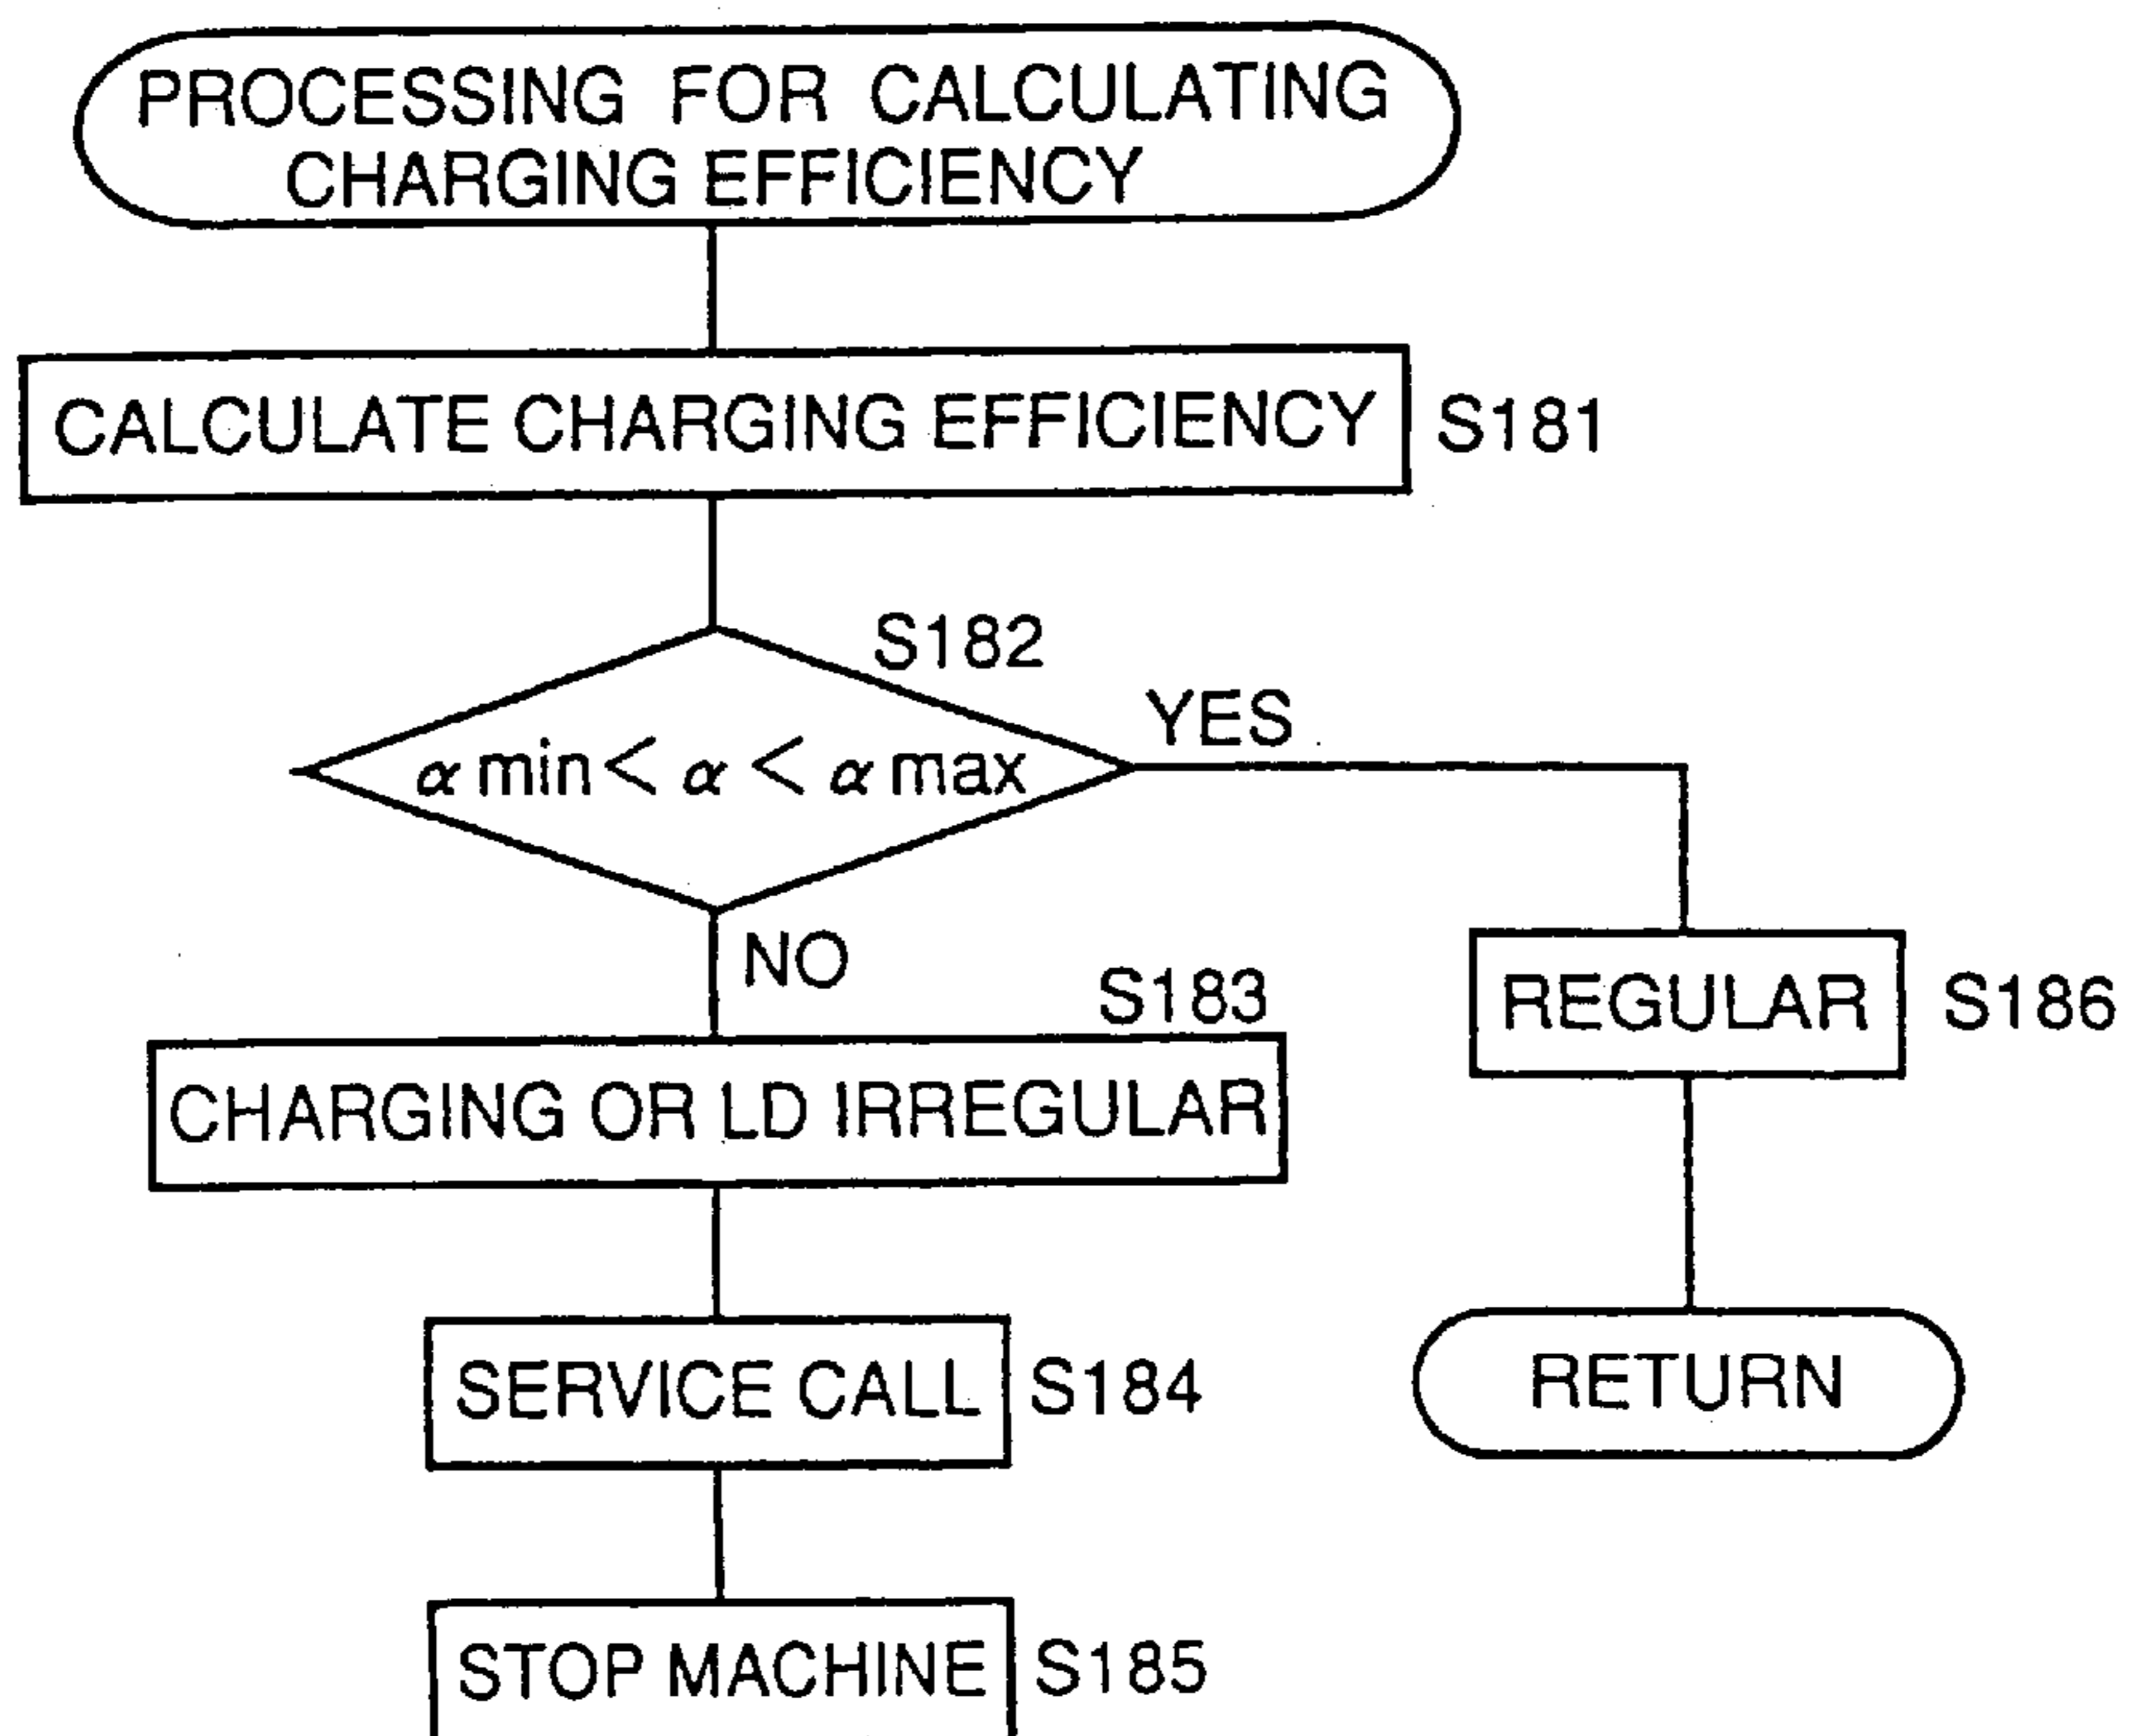 PROCESSING FOR CALCULATING
CHARGING EFFICIENCY
CALCULATE CHARGING EFFICIENCY
S181
S182
α min < α < α max
YES
NO
S183
CHARGING OR LD IRREGULAR
REGULAR
S186
SERVICE CALL
S184
RETURN
STOP MACHINE
S185